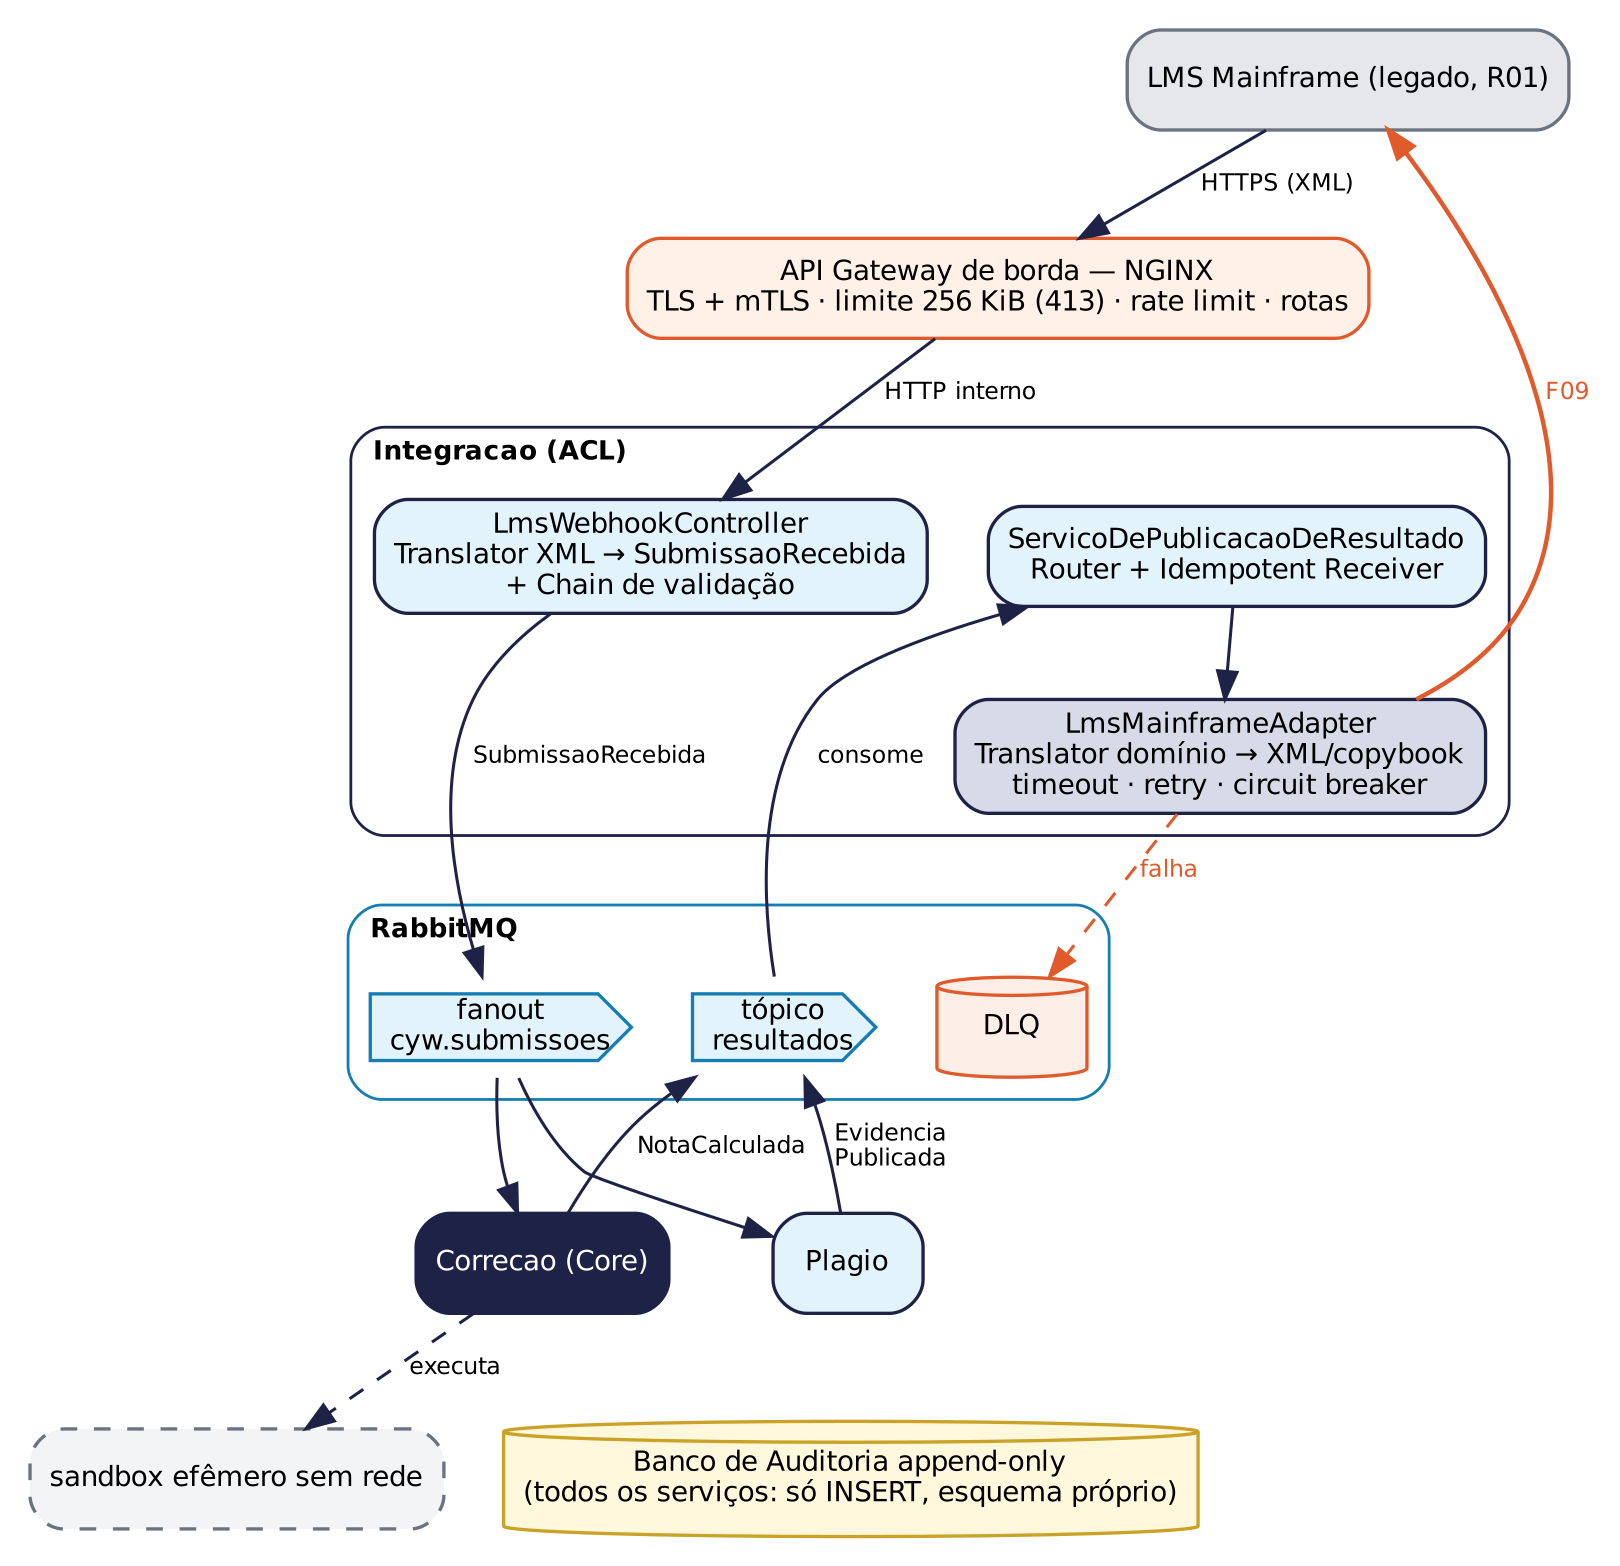 LMS Mainframe (legado, R01)
HTTPS (XML)
API Gateway de borda — NGINX
TLS + mTLS · limite 256 KiB (413) · rate limit · rotas
HTTP interno
F09
Integracao (ACL)
LmsWebhookController
Translator XML → SubmissaoRecebida
+ Chain de validação
ServicoDePublicacaoDeResultado
Router + Idempotent Receiver
LmsMainframeAdapter
Translator domínio → XML/copybook
timeout · retry · circuit breaker
SubmissaoRecebida
consome
falha
RabbitMQ
fanout
cyw.submissoes
tópico
resultados
DLQ
NotaCalculada
Evidencia
Publicada
Correcao (Core)
Plagio
executa
sandbox efêmero sem rede
Banco de Auditoria append-only
(todos os serviços: só INSERT, esquema próprio)